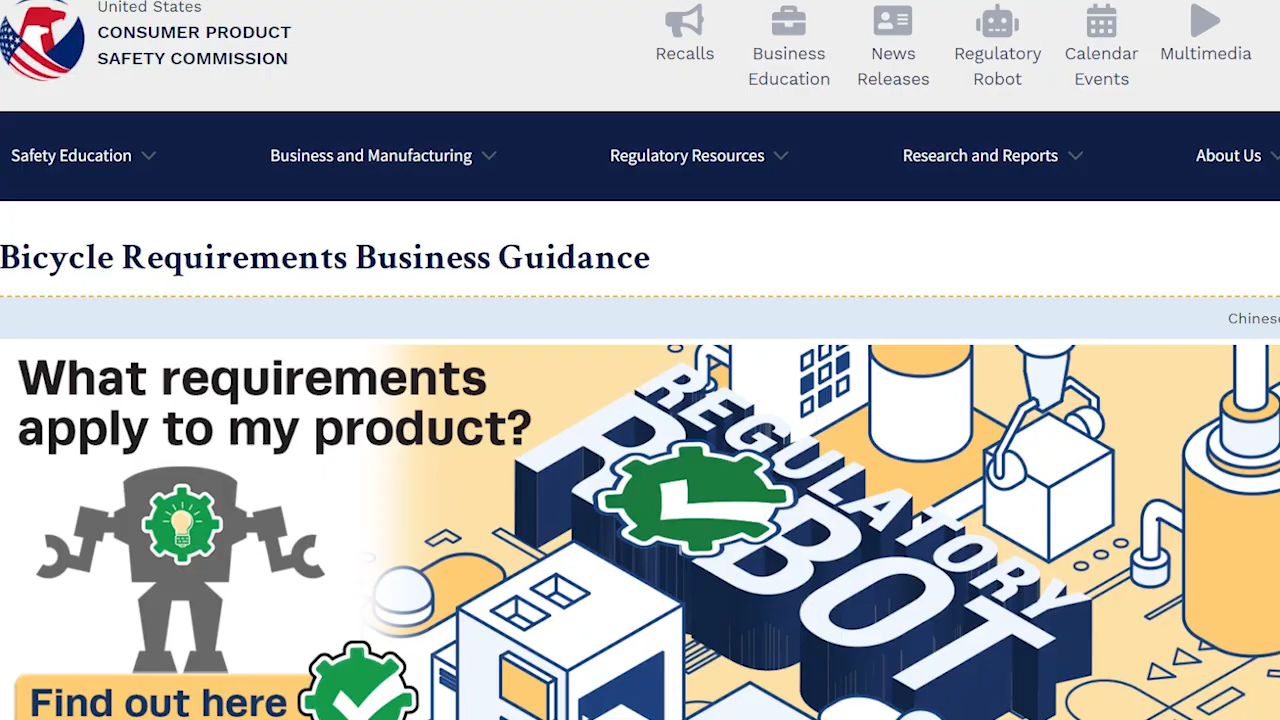 United States
CONSUMER PRODUCT
SAFETY COMMISSION
Recalls
Business
Education
News
Releases
Regulatory
Robot
Calendar
Events
Multimedia
Safety Education
Business and Manufacturing
Regulatory Resources
Research and Reports
About Us
Bicycle Requirements Business Guidance
Chinese
What requirements
apply to my product?
REGULATORY
ROBOT
Find out here